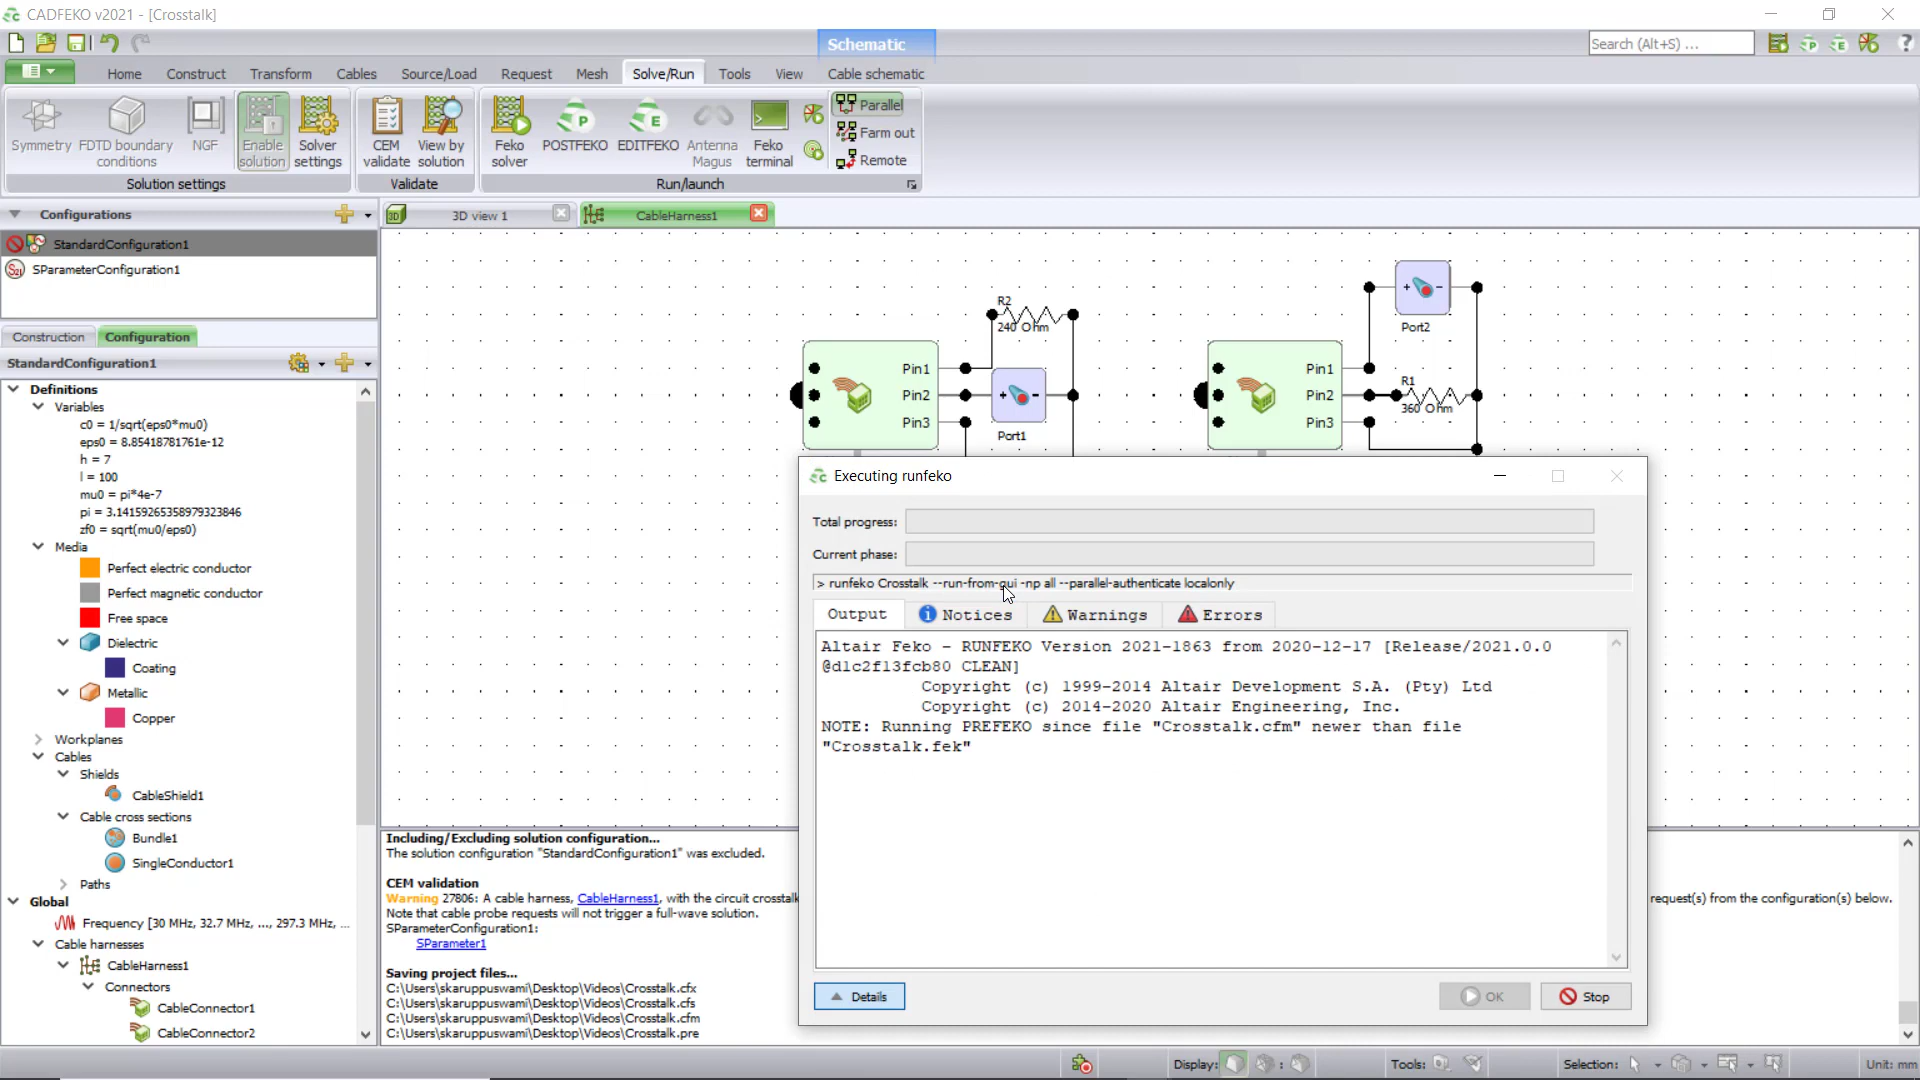 CADFEKO v2021 - [Crosstalk]
Schematic
Search (Alt+S) ...
Home
Construct
Transform
Cables
Source/Load
Request
Mesh
Solve/Run
Tools
View
Cable schematic
Symmetry
FDTD boundary
conditions
NGF
Enable
solution
Solver
settings
CEM
validate
View by
solution
Feko
solver
POSTFEKO
EDITFEKO
Antenna
Magus
Feko
terminal
Parallel
Farm out
Remote
Solution settings
Validate
Run/launch
Configurations
3D view 1
CableHarness1
StandardConfiguration1
SParameterConfiguration1
Construction
Configuration
StandardConfiguration1
Definitions
Variables
c0 = 1/sqrt(eps0*mu0)
eps0 = 8.85418781761e-12
h = 7
l = 100
mu0 = pi*4e-7
pi = 3.14159265358979323846
zf0 = sqrt(mu0/eps0)
Media
Perfect electric conductor
Perfect magnetic conductor
Free space
Dielectric
Coating
Metallic
Copper
Workplanes
Cables
Shields
CableShield1
Cable cross sections
Bundle1
SingleConductor1
Paths
Global
Frequency [30 MHz, 32.7 MHz, ..., 297.3 MHz, ...
Cable harnesses
CableHarness1
Connectors
CableConnector1
CableConnector2
R2
240 Ohm
Pin1
Pin2
Pin3
Port1
Port2
Pin1
Pin2
Pin3
R1
360 Ohm
Executing runfeko
Total progress:
Current phase:
> runfeko Crosstalk --run-from-gui -np all --parallel-authenticate localonly
Output
Notices
Warnings
Errors
Altair Feko - RUNFEKO Version 2021-1863 from 2020-12-17 [Release/2021.0.0
@d1c2f13fcb80 CLEAN]
Copyright (c) 1999-2014 Altair Development S.A. (Pty) Ltd
Copyright (c) 2014-2020 Altair Engineering, Inc.
NOTE: Running PREFEKO since file "Crosstalk.cfm" newer than file
"Crosstalk.fek"
Details
OK
Stop
Including/Excluding solution configuration...
The solution configuration "StandardConfiguration1" was excluded.
CEM validation
Warning 27806: A cable harness, CableHarness1, with the circuit crosstalk
request(s) from the configuration(s) below.
Note that cable probe requests will not trigger a full-wave solution.
SParameterConfiguration1:
SParameter1
Saving project files...
C:\Users\skaruppuswami\Desktop\Videos\Crosstalk.cfx
C:\Users\skaruppuswami\Desktop\Videos\Crosstalk.cfs
C:\Users\skaruppuswami\Desktop\Videos\Crosstalk.cfm
C:\Users\skaruppuswami\Desktop\Videos\Crosstalk.pre
Display:
Tools:
Selection:
Unit: mm